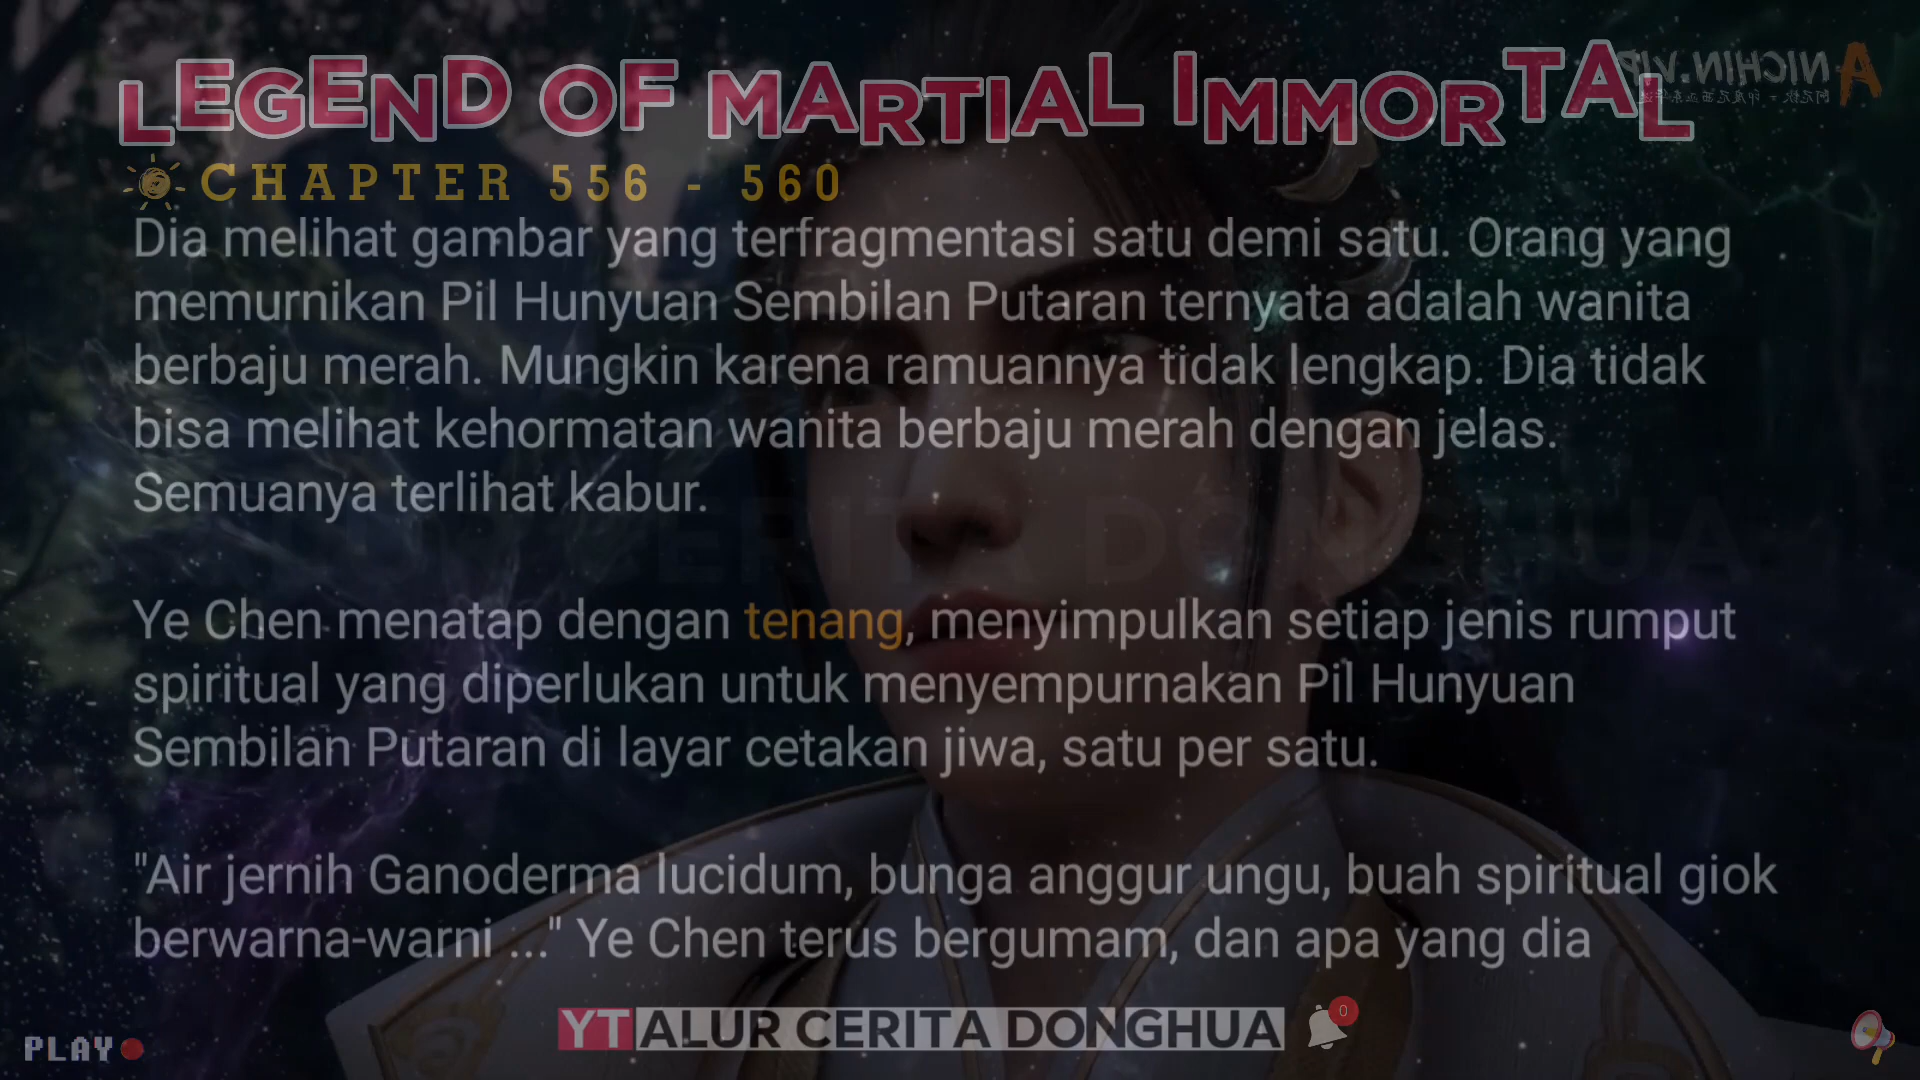 LEGEND OF MARTIAL IMMORTAL
NICHIN.VIP
CHAPTER 556 - 560
Dia melihat gambar yang terfragmentasi satu demi satu. Orang yang
memurnikan Pil Hunyuan Sembilan Putaran ternyata adalah wanita
berbaju merah. Mungkin karena ramuannya tidak lengkap. Dia tidak
bisa melihat kehormatan wanita berbaju merah dengan jelas.
Semuanya terlihat kabur.
ALUR CERITA DONGHUA
Ye Chen menatap dengan tenang, menyimpulkan setiap jenis rumput
spiritual yang diperlukan untuk menyempurnakan Pil Hunyuan
Sembilan Putaran di layar cetakan jiwa, satu per satu.
"Air jernih Ganoderma lucidum, bunga anggur ungu, buah spiritual giok
berwarna-warni ..." Ye Chen terus bergumam, dan apa yang dia
YT ALUR CERITA DONGHUA
0
PLAY